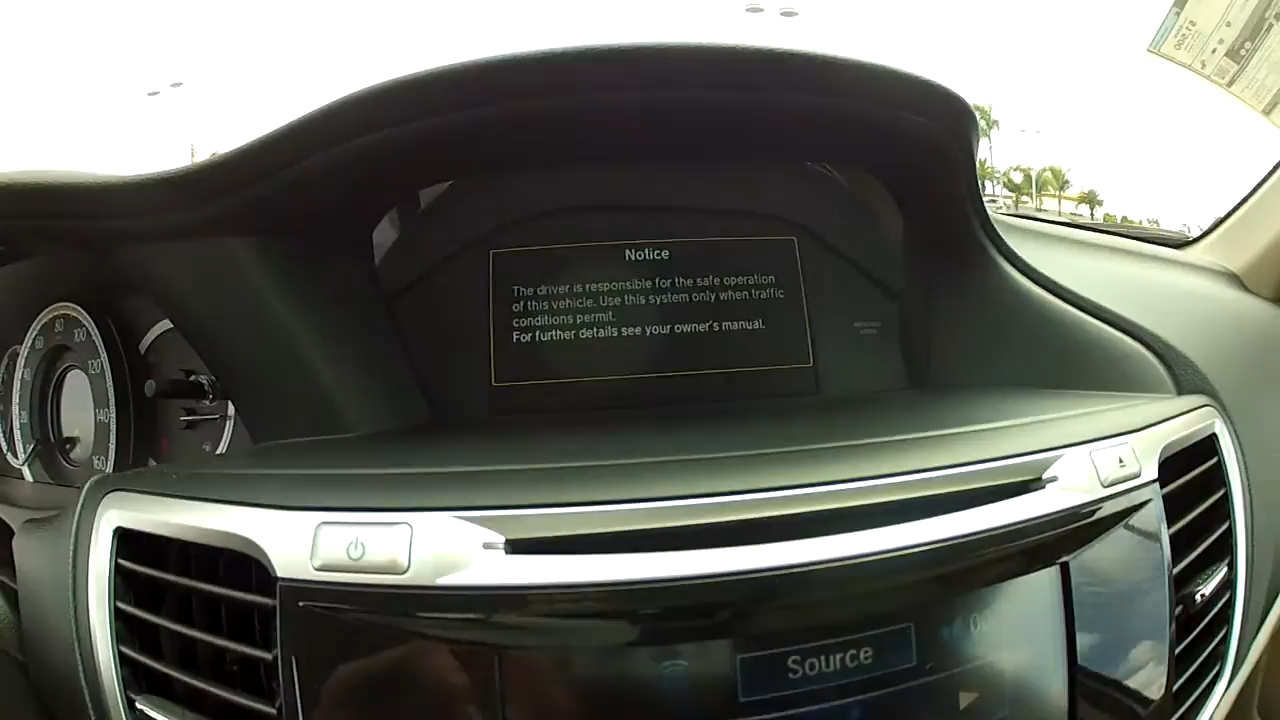 Notice
The driver is responsible for the safe operation
of this vehicle. Use this system only when traffic
conditions permit.
For further details see your owner's manual.
60
80
100
120
140
160
Source